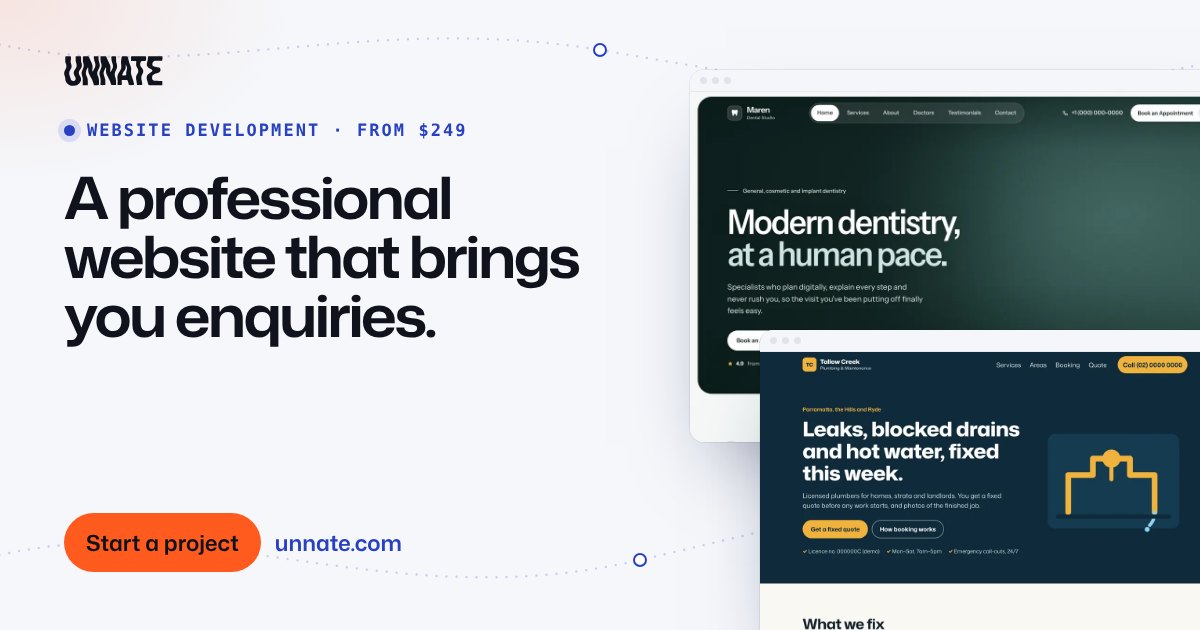 UNNATE
WEBSITE DEVELOPMENT · FROM $249
A professional
website that brings
you enquiries.
Start a project
unnate.com
Maren
Dental Studio
Home
Services
About
Doctors
Testimonials
Contact
+1 (000) 000-0000
Book an Appointment
General, cosmetic and implant dentistry
Modern dentistry,
at a human pace.
Specialists who plan digitally, explain every step and
never rush you, so the visit you've been putting off finally
feels easy.
Book an
★ 4.9 from
TC
Tallow Creek
Plumbing & Maintenance
Services
Areas
Booking
Quote
Call (02) 0000 0000
Parramatta, the Hills and Ryde
Leaks, blocked drains
and hot water, fixed
this week.
Licensed plumbers for homes, strata and landlords. You get a fixed
quote before any work starts, and photos of the finished job.
Get a fixed quote
How booking works
✓ Licence no. 000000C (demo)
✓ Mon–Sat, 7am–5pm
✓ Emergency call-outs, 24/7
What we fix